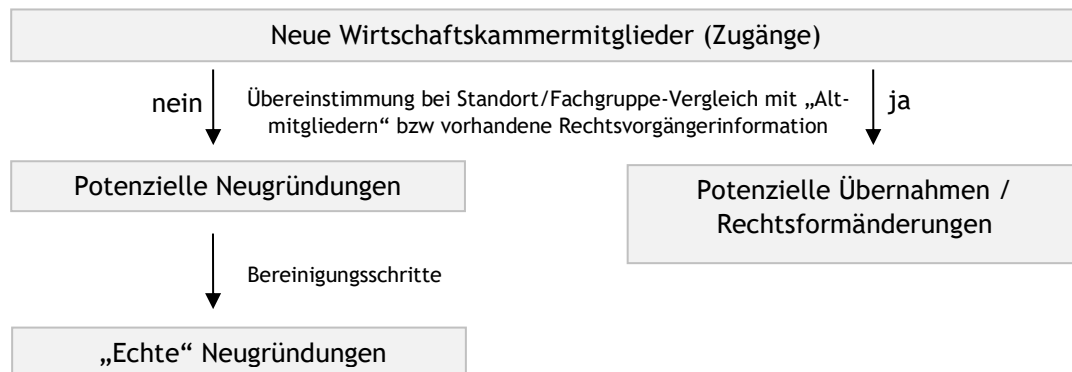 Neue Wirtschaftskammermitglieder (Zugänge)
nein
Übereinstimmung bei Standort/Fachgruppe-Vergleich mit „Alt-
mitgliedern“ bzw vorhandene Rechtsvorgängerinformation
ja
Potenzielle Neugründungen
Potenzielle Übernahmen /
Rechtsformänderungen
Bereinigungsschritte
„Echte“ Neugründungen